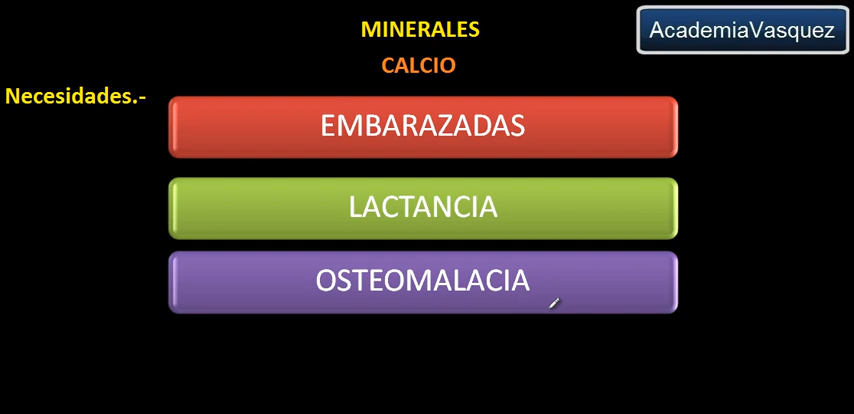 MINERALES
AcademiaVasquez
CALCIO
Necesidades.-
EMBARAZADAS
LACTANCIA
OSTEOMALACIA